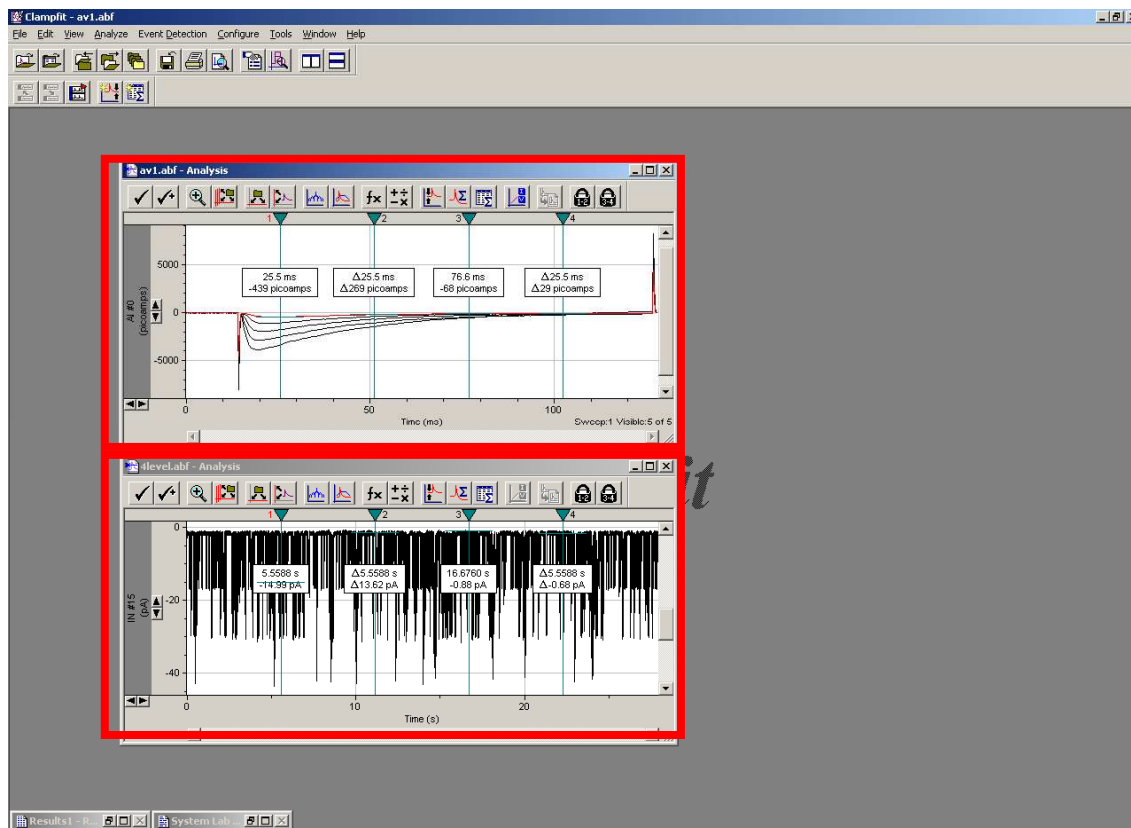 Clampfit - av1.abf
File Edit View Analyze Event Detection Configure Tools Window Help
av1.abf - Analysis
1 2 3 4
25.5 ms
-439 picoamps
Δ25.5 ms
Δ269 picoamps
76.6 ms
-68 picoamps
Δ25.5 ms
Δ29 picoamps
AI #0
(picoamps)
5000
0
-5000
0 50 100
Time (ms)
Sweep:1 Visible:5 of 5
4level.abf - Analysis
1 2 3 4
5.5588 s
-14.99 pA
Δ5.5588 s
Δ13.62 pA
16.6760 s
-0.88 pA
Δ5.5588 s
Δ-0.68 pA
IN #15
(pA)
0
-20
-40
0 10 20
Time (s)
it
Results1 - R... System Lab ...